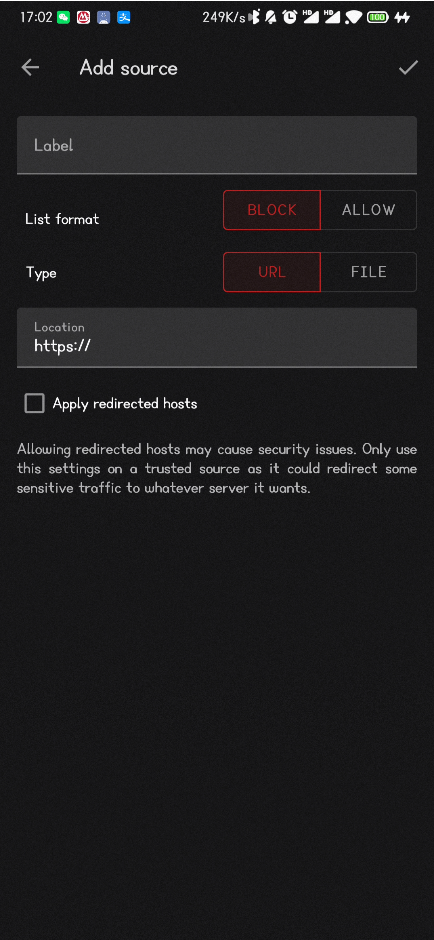 17:02 249K/s HD HD 100
Add source
Label
List format BLOCK ALLOW
Type URL FILE
Location
https://
Apply redirected hosts
Allowing redirected hosts may cause security issues. Only use
this settings on a trusted source as it could redirect some
sensitive traffic to whatever server it wants.